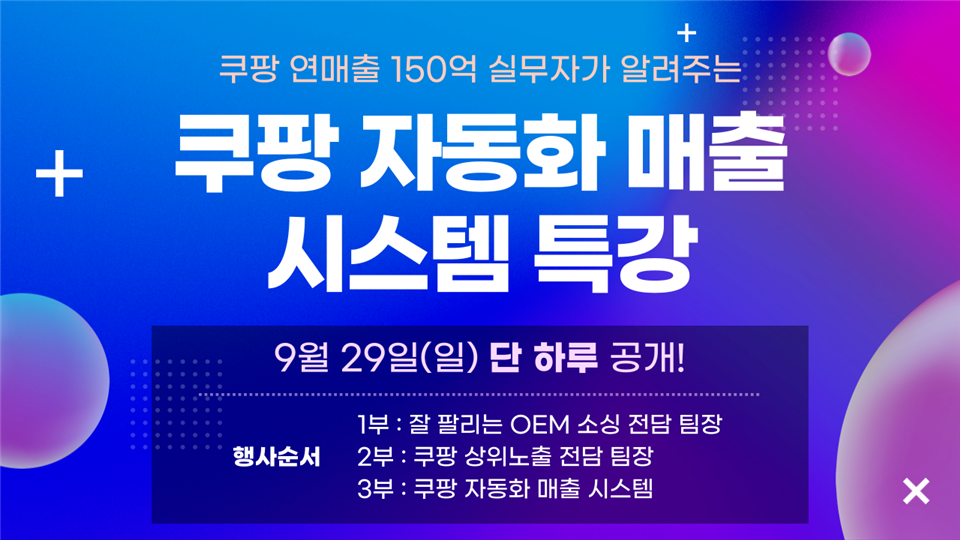 쿠팡 연매출 150억 실무자가 알려주는
쿠팡 자동화 매출
시스템 특강
9월 29일(일) 단 하루 공개!
행사순서
1부 : 잘 팔리는 OEM 소싱 전담 팀장
2부 : 쿠팡 상위노출 전담 팀장
3부 : 쿠팡 자동화 매출 시스템